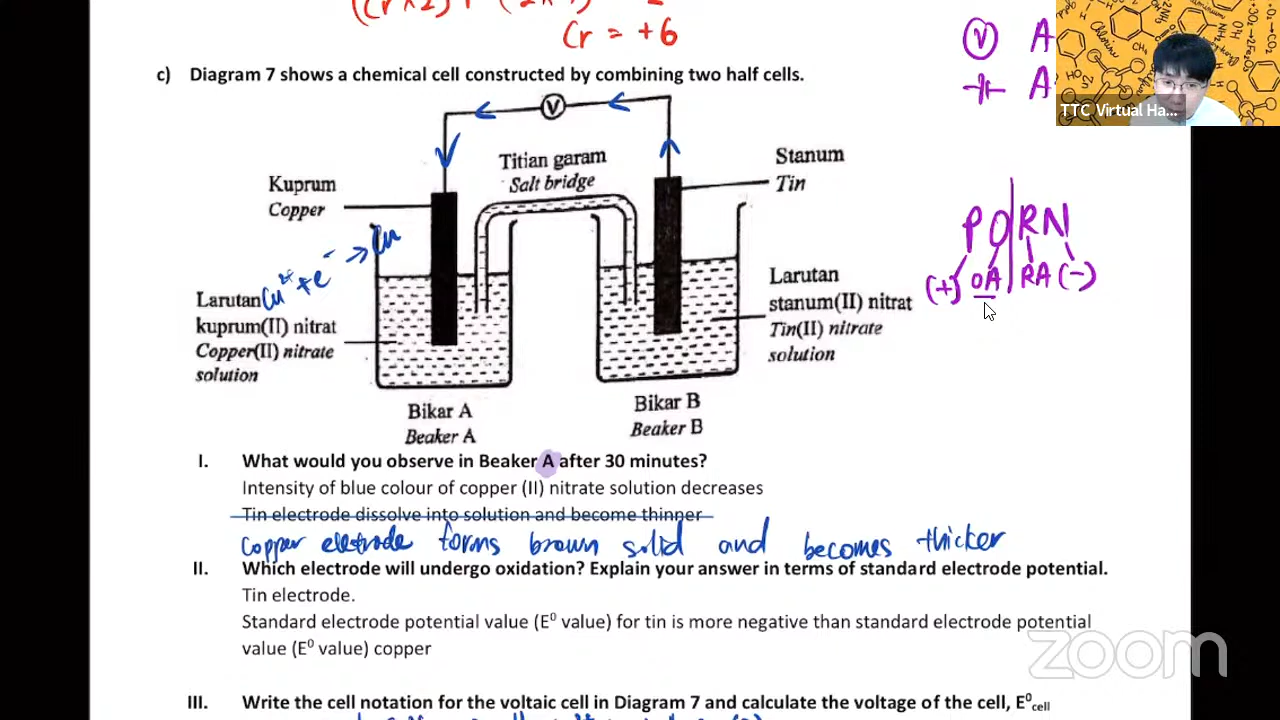 (Cr × 2) +
Cr = +6
V A
A
TTC Virtual Ha...
c) Diagram 7 shows a chemical cell constructed by combining two half cells.
V
Titian garam
Salt bridge
Stanum
Tin
Kuprum
Copper
P O R N
(+) OA RA (-)
Cu²⁺ + e⁻ → Cu
Larutan
kuprum(II) nitrat
Copper(II) nitrate
solution
Larutan
stanum(II) nitrat
Tin(II) nitrate
solution
Bikar A
Beaker A
Bikar B
Beaker B
I. What would you observe in Beaker A after 30 minutes?
Intensity of blue colour of copper (II) nitrate solution decreases
Tin electrode dissolve into solution and become thinner
copper eletrode forms brown solid and becomes thicker
II. Which electrode will undergo oxidation? Explain your answer in terms of standard electrode potential.
Tin electrode.
Standard electrode potential value (E⁰ value) for tin is more negative than standard electrode potential
value (E⁰ value) copper
zoom
III. Write the cell notation for the voltaic cell in Diagram 7 and calculate the voltage of the cell, E⁰cell